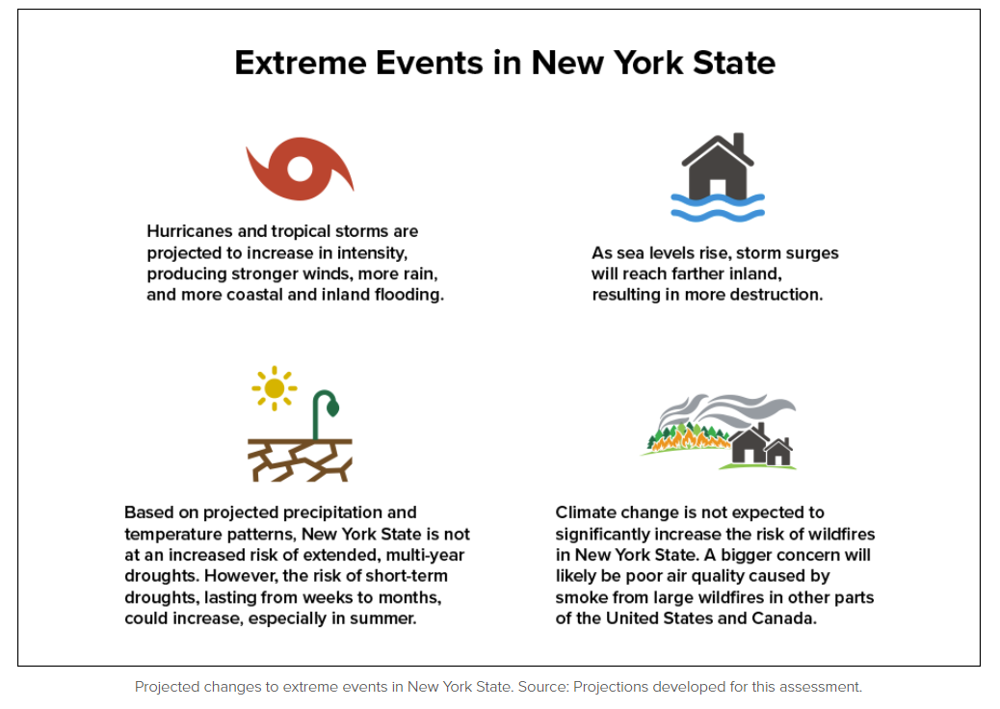 Extreme Events in New York State
Hurricanes and tropical storms are
projected to increase in intensity,
producing stronger winds, more rain,
and more coastal and inland flooding.
As sea levels rise, storm surges
will reach farther inland,
resulting in more destruction.
Based on projected precipitation and
temperature patterns, New York State is not
at an increased risk of extended, multi-year
droughts. However, the risk of short-term
droughts, lasting from weeks to months,
could increase, especially in summer.
Climate change is not expected to
significantly increase the risk of wildfires
in New York State. A bigger concern will
likely be poor air quality caused by
smoke from large wildfires in other parts
of the United States and Canada.
Projected changes to extreme events in New York State. Source: Projections developed for this assessment.